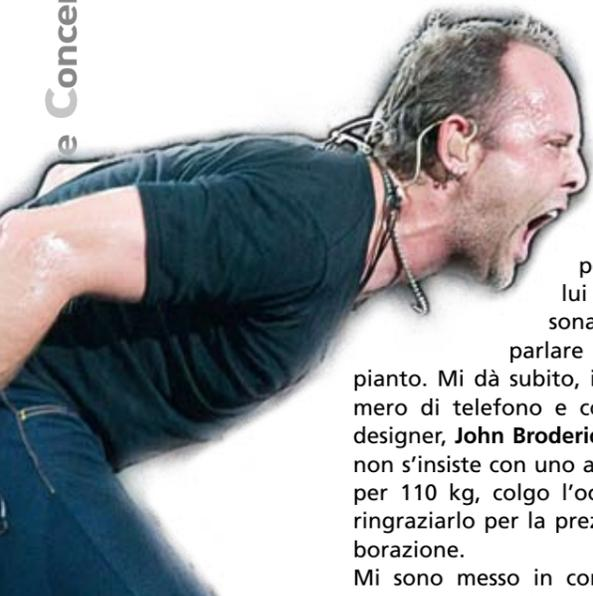 e Concer
p
lui
sona
parlare
pianto. Mi dà subito, i
mero di telefono e co
designer, John Broderic
non s'insiste con uno a
per 110 kg, colgo l'oc
ringraziarlo per la prez
borazione.
Mi sono messo in con